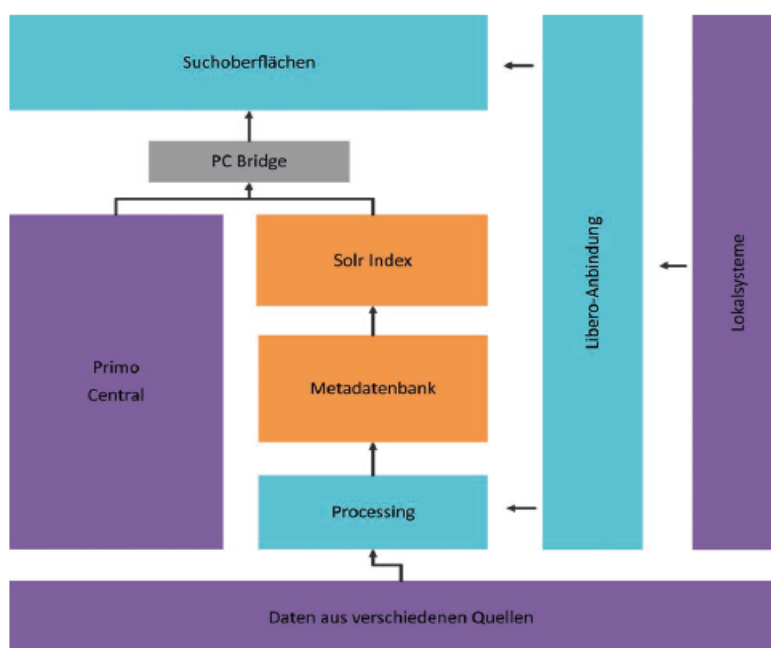 Suchoberflächen
PC Bridge
Solr Index
Primo
Central
Metadatenbank
Processing
Libero-Anbindung
Lokalsysteme
Daten aus verschiedenen Quellen